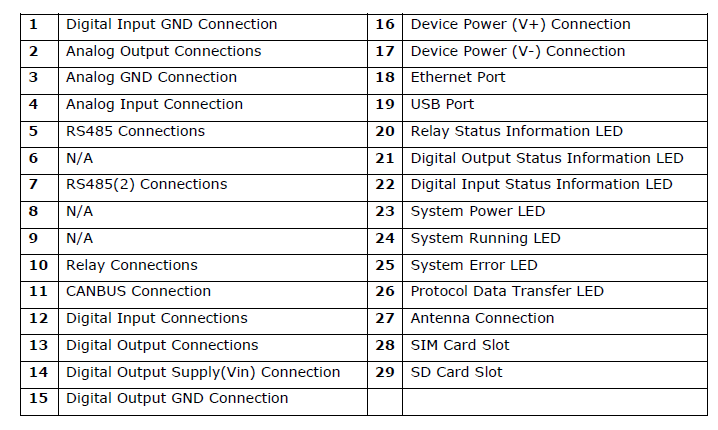 1 Digital Input GND Connection 16 Device Power (V+) Connection
2 Analog Output Connections 17 Device Power (V-) Connection
3 Analog GND Connection 18 Ethernet Port
4 Analog Input Connection 19 USB Port
5 RS485 Connections 20 Relay Status Information LED
6 N/A 21 Digital Output Status Information LED
7 RS485(2) Connections 22 Digital Input Status Information LED
8 N/A 23 System Power LED
9 N/A 24 System Running LED
10 Relay Connections 25 System Error LED
11 CANBUS Connection 26 Protocol Data Transfer LED
12 Digital Input Connections 27 Antenna Connection
13 Digital Output Connections 28 SIM Card Slot
14 Digital Output Supply(Vin) Connection 29 SD Card Slot
15 Digital Output GND Connection